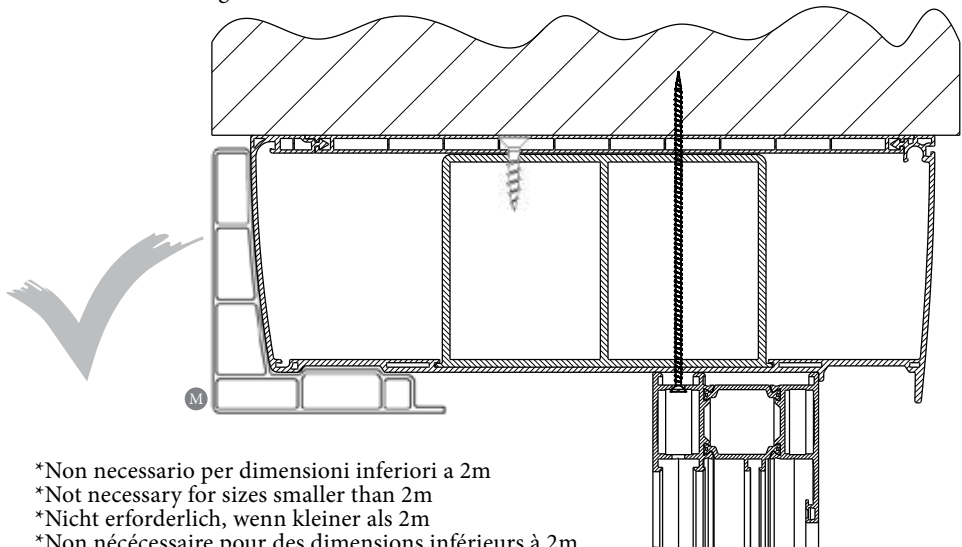 M
*Non necessario per dimensioni inferiori a 2m
*Not necessary for sizes smaller than 2m
*Nicht erforderlich, wenn kleiner als 2m
*Non nécécessaire pour des dimensions inférieurs à 2m